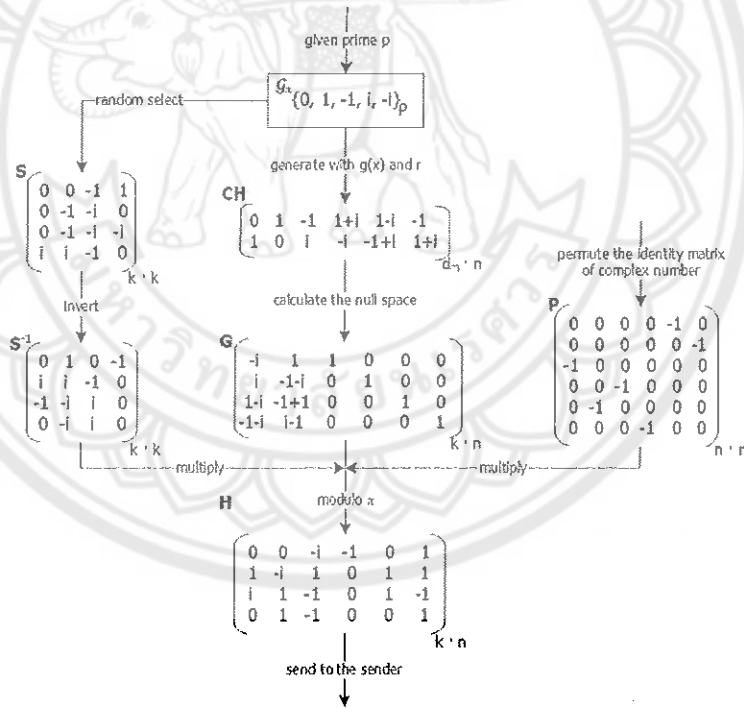 given prime p
𝒢π{0, 1, -1, i, -i}p
random select
generate with g(x) and r
S
0 0 -1 1
0 -1 -i 0
0 -1 -i -i
i i -1 0
k · k
CH
0 1 -1 1+i 1-i -1
1 0 i -i -1+i 1+i
· n
permute the identity matrix
of complex number
invert
calculate the null space
S-1
0 1 0 -1
i i -1 0
-1 -i i 0
0 -i i 0
k · k
G
-i 1 1 0 0 0
i -1-i 0 1 0 0
1-i -1+1 0 0 1 0
-1-i i-1 0 0 0 1
k · n
P
0 0 0 0 -1 0
0 0 0 0 0 -1
-1 0 0 0 0 0
0 0 -1 0 0 0
0 -1 0 0 0 0
0 0 0 -1 0 0
n · n
multiply
multiply
modulo π
H
0 0 -i -1 0 1
1 -i 1 0 1 1
i 1 -1 0 1 -1
0 1 -1 0 0 1
k · n
send to the sender